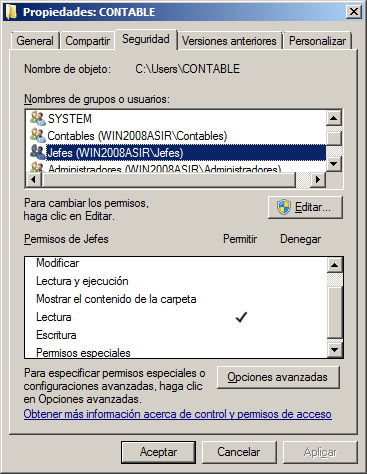 Propiedades: CONTABLE
General
Compartir
Seguridad
Versiones anteriores
Personalizar
Nombre de objeto: C:\Users\CONTABLE
Nombres de grupos o usuarios:
SYSTEM
Contables (WIN2008ASIR\Contables)
Jefes (WIN2008ASIR\Jefes)
Administradores (WIN2008ASIR\Administradores)
Para cambiar los permisos,
haga clic en Editar.
Editar...
Permisos de Jefes Permitir Denegar
Modificar
Lectura y ejecución
Mostrar el contenido de la carpeta
Lectura
Escritura
Permisos especiales
Para especificar permisos especiales o
configuraciones avanzadas, haga clic
en Opciones avanzadas.
Opciones avanzadas
Obtener más información acerca de control y permisos de acceso
Aceptar
Cancelar
Aplicar